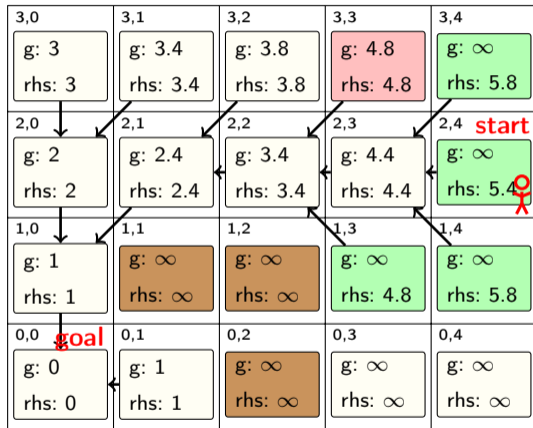 3,0 3,1 3,2 3,3 3,4
g: 3 g: 3.4 g: 3.8 g: 4.8 g: ∞
rhs: 3 rhs: 3.4 rhs: 3.8 rhs: 4.8 rhs: 5.8
2,0 2,1 2,2 2,3 2,4 start
g: 2 g: 2.4 g: 3.4 g: 4.4 g: ∞
rhs: 2 rhs: 2.4 rhs: 3.4 rhs: 4.4 rhs: 5.4
1,0 1,1 1,2 1,3 1,4
g: 1 g: ∞ g: ∞ g: ∞ g: ∞
rhs: 1 rhs: ∞ rhs: ∞ rhs: 4.8 rhs: 5.8
0,0 goal 0,1 0,2 0,3 0,4
g: 0 g: 1 g: ∞ g: ∞ g: ∞
rhs: 0 rhs: 1 rhs: ∞ rhs: ∞ rhs: ∞